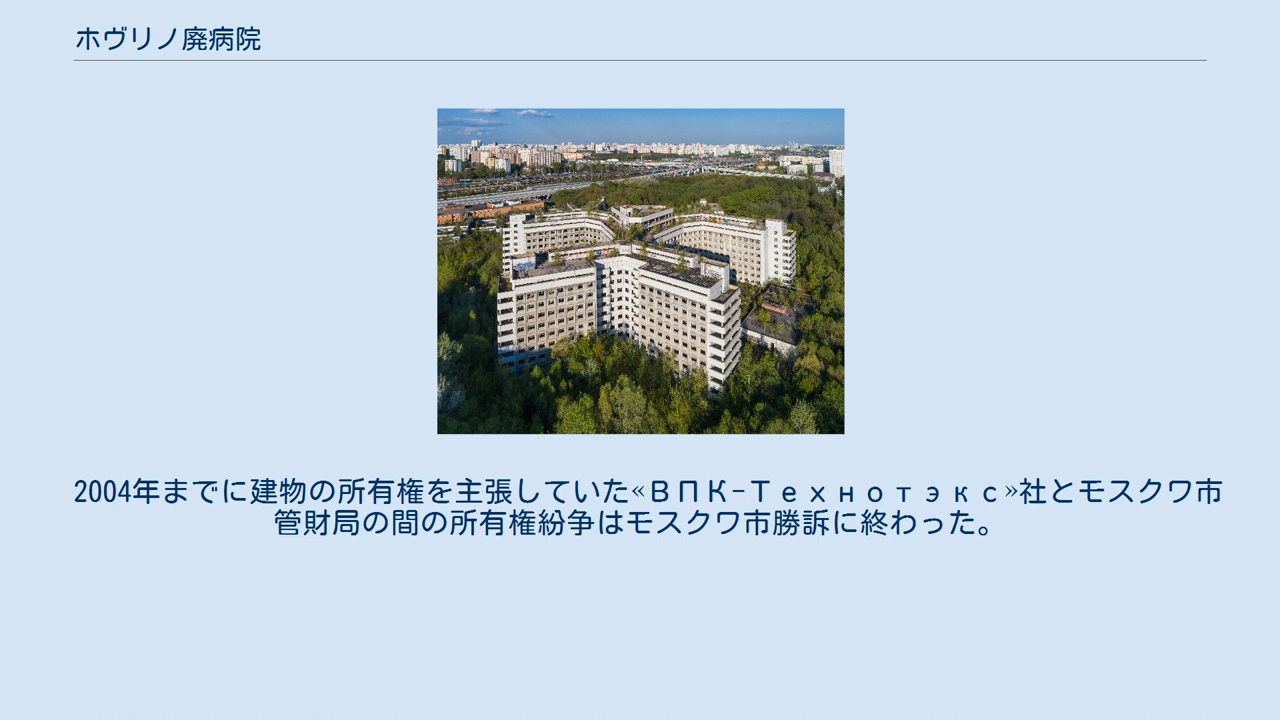 ホヴリノ廃病院
2004年までに建物の所有権を主張していた«ВПК−Технотэкс»社とモスクワ市
管財局の間の所有権紛争はモスクワ市勝訴に終わった。